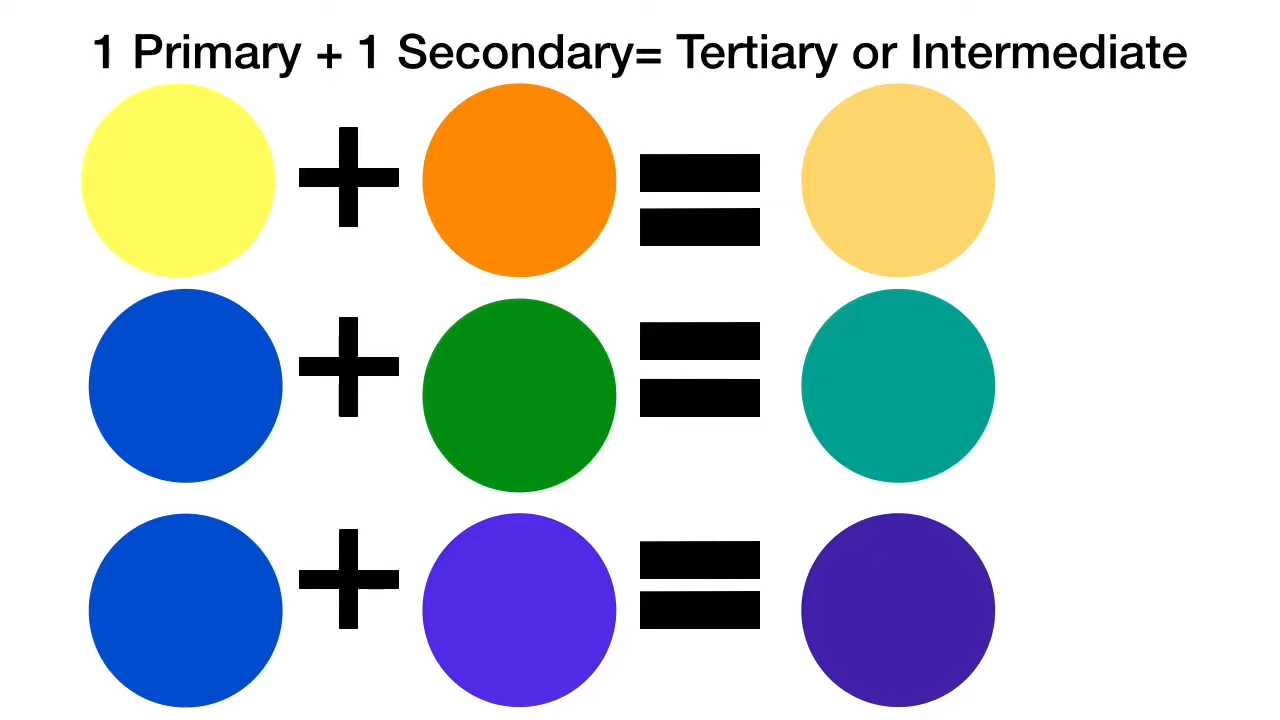 1 Primary + 1 Secondary= Tertiary or Intermediate